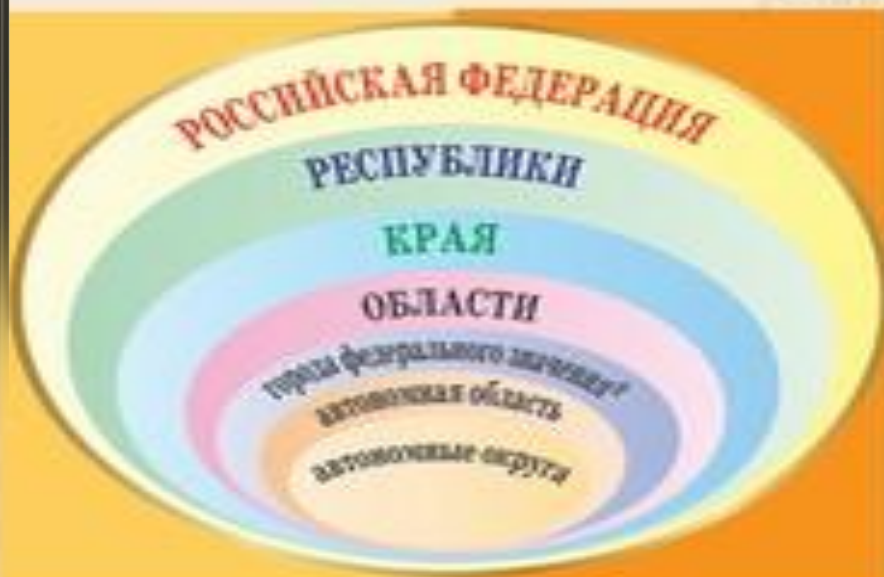 РОССИЙСКАЯ ФЕДЕРАЦИЯ
РЕСПУБЛИКИ
КРАЯ
ОБЛАСТИ
города федерального значения
автономная область
автономные округа